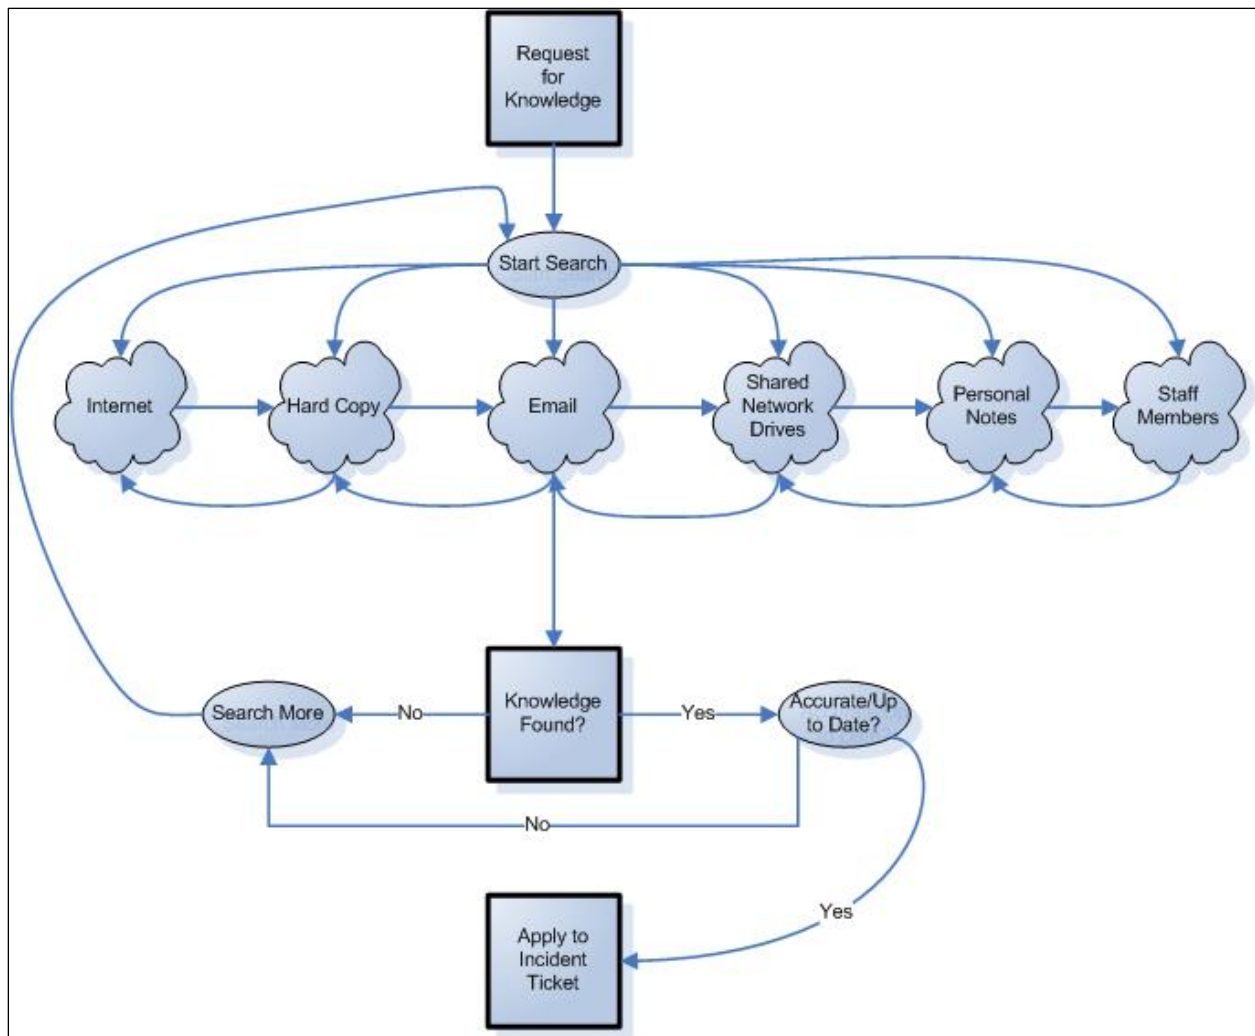 Request
for
Knowledge
Start Search
Internet
Hard Copy
Email
Shared
Network
Drives
Personal
Notes
Staff
Members
Search More
No
Knowledge
Found?
Yes
Accurate/Up
to Date?
No
Yes
Apply to
Incident
Ticket